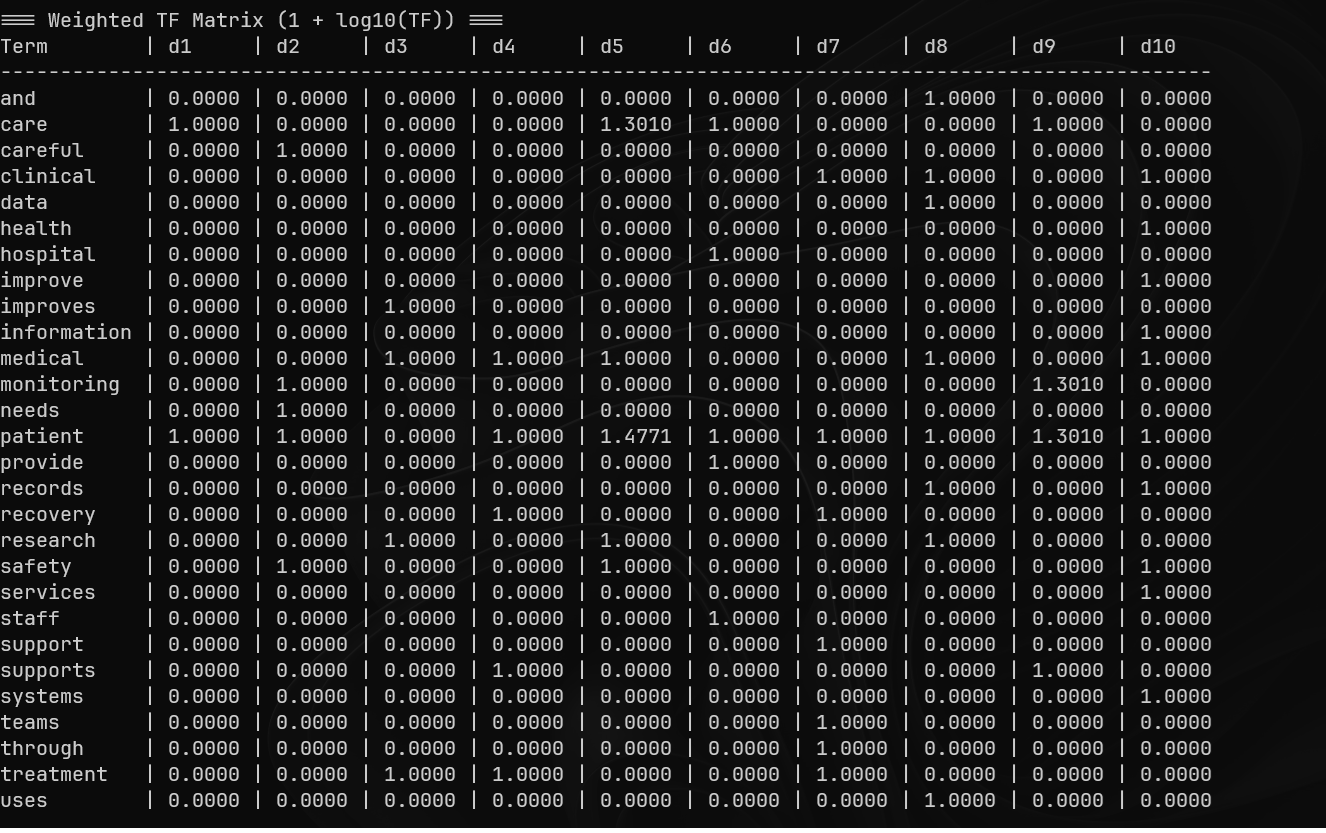 === Weighted TF Matrix (1 + log10(TF)) ===
Term        | d1     | d2     | d3     | d4     | d5     | d6     | d7     | d8     | d9     | d10
-----------------------------------------------------------------------------------------------------
and         | 0.0000 | 0.0000 | 0.0000 | 0.0000 | 0.0000 | 0.0000 | 0.0000 | 1.0000 | 0.0000 | 0.0000
care        | 1.0000 | 0.0000 | 0.0000 | 0.0000 | 1.3010 | 1.0000 | 0.0000 | 0.0000 | 1.0000 | 0.0000
careful     | 0.0000 | 1.0000 | 0.0000 | 0.0000 | 0.0000 | 0.0000 | 0.0000 | 0.0000 | 0.0000 | 0.0000
clinical    | 0.0000 | 0.0000 | 0.0000 | 0.0000 | 0.0000 | 0.0000 | 1.0000 | 1.0000 | 0.0000 | 1.0000
data        | 0.0000 | 0.0000 | 0.0000 | 0.0000 | 0.0000 | 0.0000 | 0.0000 | 1.0000 | 0.0000 | 0.0000
health      | 0.0000 | 0.0000 | 0.0000 | 0.0000 | 0.0000 | 0.0000 | 0.0000 | 0.0000 | 0.0000 | 1.0000
hospital    | 0.0000 | 0.0000 | 0.0000 | 0.0000 | 0.0000 | 1.0000 | 0.0000 | 0.0000 | 0.0000 | 0.0000
improve     | 0.0000 | 0.0000 | 0.0000 | 0.0000 | 0.0000 | 0.0000 | 0.0000 | 0.0000 | 0.0000 | 1.0000
improves    | 0.0000 | 0.0000 | 1.0000 | 0.0000 | 0.0000 | 0.0000 | 0.0000 | 0.0000 | 0.0000 | 0.0000
information | 0.0000 | 0.0000 | 0.0000 | 0.0000 | 0.0000 | 0.0000 | 0.0000 | 0.0000 | 0.0000 | 1.0000
medical     | 0.0000 | 0.0000 | 1.0000 | 1.0000 | 1.0000 | 0.0000 | 0.0000 | 1.0000 | 0.0000 | 1.0000
monitoring  | 0.0000 | 1.0000 | 0.0000 | 0.0000 | 0.0000 | 0.0000 | 0.0000 | 0.0000 | 1.3010 | 0.0000
needs       | 0.0000 | 1.0000 | 0.0000 | 0.0000 | 0.0000 | 0.0000 | 0.0000 | 0.0000 | 0.0000 | 0.0000
patient     | 1.0000 | 1.0000 | 0.0000 | 1.0000 | 1.4771 | 1.0000 | 1.0000 | 1.0000 | 1.3010 | 1.0000
provide     | 0.0000 | 0.0000 | 0.0000 | 0.0000 | 0.0000 | 1.0000 | 0.0000 | 0.0000 | 0.0000 | 0.0000
records     | 0.0000 | 0.0000 | 0.0000 | 0.0000 | 0.0000 | 0.0000 | 0.0000 | 1.0000 | 0.0000 | 1.0000
recovery    | 0.0000 | 0.0000 | 0.0000 | 1.0000 | 0.0000 | 0.0000 | 1.0000 | 0.0000 | 0.0000 | 0.0000
research    | 0.0000 | 0.0000 | 1.0000 | 0.0000 | 1.0000 | 0.0000 | 0.0000 | 1.0000 | 0.0000 | 0.0000
safety      | 0.0000 | 1.0000 | 0.0000 | 0.0000 | 1.0000 | 0.0000 | 0.0000 | 0.0000 | 0.0000 | 1.0000
services    | 0.0000 | 0.0000 | 0.0000 | 0.0000 | 0.0000 | 0.0000 | 0.0000 | 0.0000 | 0.0000 | 1.0000
staff       | 0.0000 | 0.0000 | 0.0000 | 0.0000 | 0.0000 | 1.0000 | 0.0000 | 0.0000 | 0.0000 | 0.0000
support     | 0.0000 | 0.0000 | 0.0000 | 0.0000 | 0.0000 | 0.0000 | 1.0000 | 0.0000 | 0.0000 | 0.0000
supports    | 0.0000 | 0.0000 | 0.0000 | 1.0000 | 0.0000 | 0.0000 | 0.0000 | 0.0000 | 1.0000 | 0.0000
systems     | 0.0000 | 0.0000 | 0.0000 | 0.0000 | 0.0000 | 0.0000 | 0.0000 | 0.0000 | 0.0000 | 1.0000
teams       | 0.0000 | 0.0000 | 0.0000 | 0.0000 | 0.0000 | 0.0000 | 1.0000 | 0.0000 | 0.0000 | 0.0000
through     | 0.0000 | 0.0000 | 0.0000 | 0.0000 | 0.0000 | 0.0000 | 1.0000 | 0.0000 | 0.0000 | 0.0000
treatment   | 0.0000 | 0.0000 | 1.0000 | 1.0000 | 0.0000 | 0.0000 | 1.0000 | 0.0000 | 0.0000 | 0.0000
uses        | 0.0000 | 0.0000 | 0.0000 | 0.0000 | 0.0000 | 0.0000 | 0.0000 | 1.0000 | 0.0000 | 0.0000